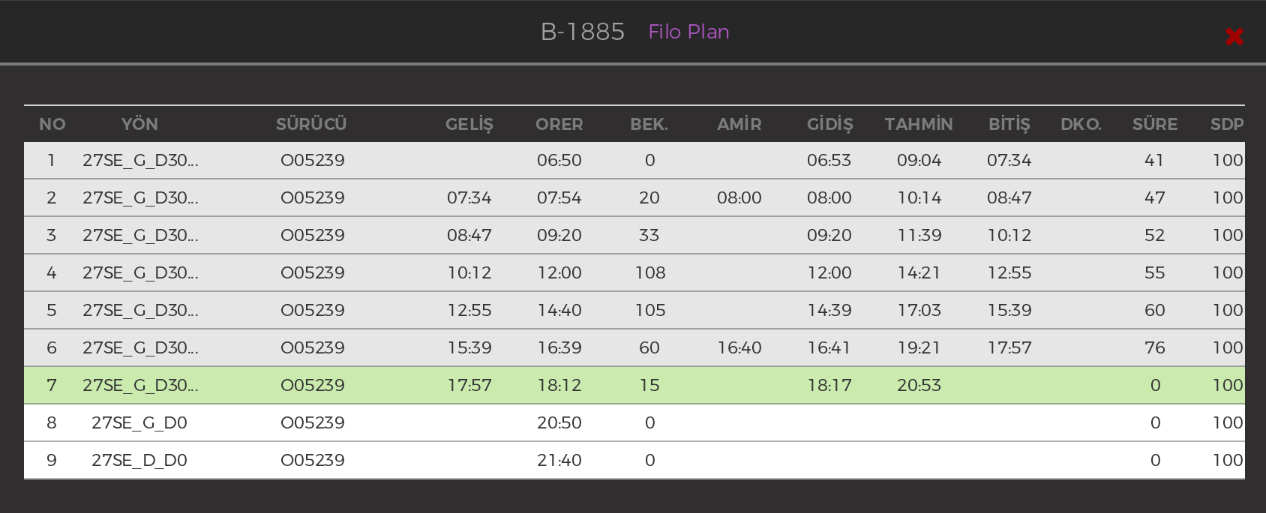 B-1885 Filo Plan
NO YÖN SÜRÜCÜ GELİŞ ORER BEK. AMİR GİDİŞ TAHMİN BİTİŞ DKO. SÜRE SDP
1 27SE_G_D30... O05239 06:50 0 06:53 09:04 07:34 41 100
2 27SE_G_D30... O05239 07:34 07:54 20 08:00 08:00 10:14 08:47 47 100
3 27SE_G_D30... O05239 08:47 09:20 33 09:20 11:39 10:12 52 100
4 27SE_G_D30... O05239 10:12 12:00 108 12:00 14:21 12:55 55 100
5 27SE_G_D30... O05239 12:55 14:40 105 14:39 17:03 15:39 60 100
6 27SE_G_D30... O05239 15:39 16:39 60 16:40 16:41 19:21 17:57 76 100
7 27SE_G_D30... O05239 17:57 18:12 15 18:17 20:53 0 100
8 27SE_G_D0 O05239 20:50 0 0 100
9 27SE_D_D0 O05239 21:40 0 0 100